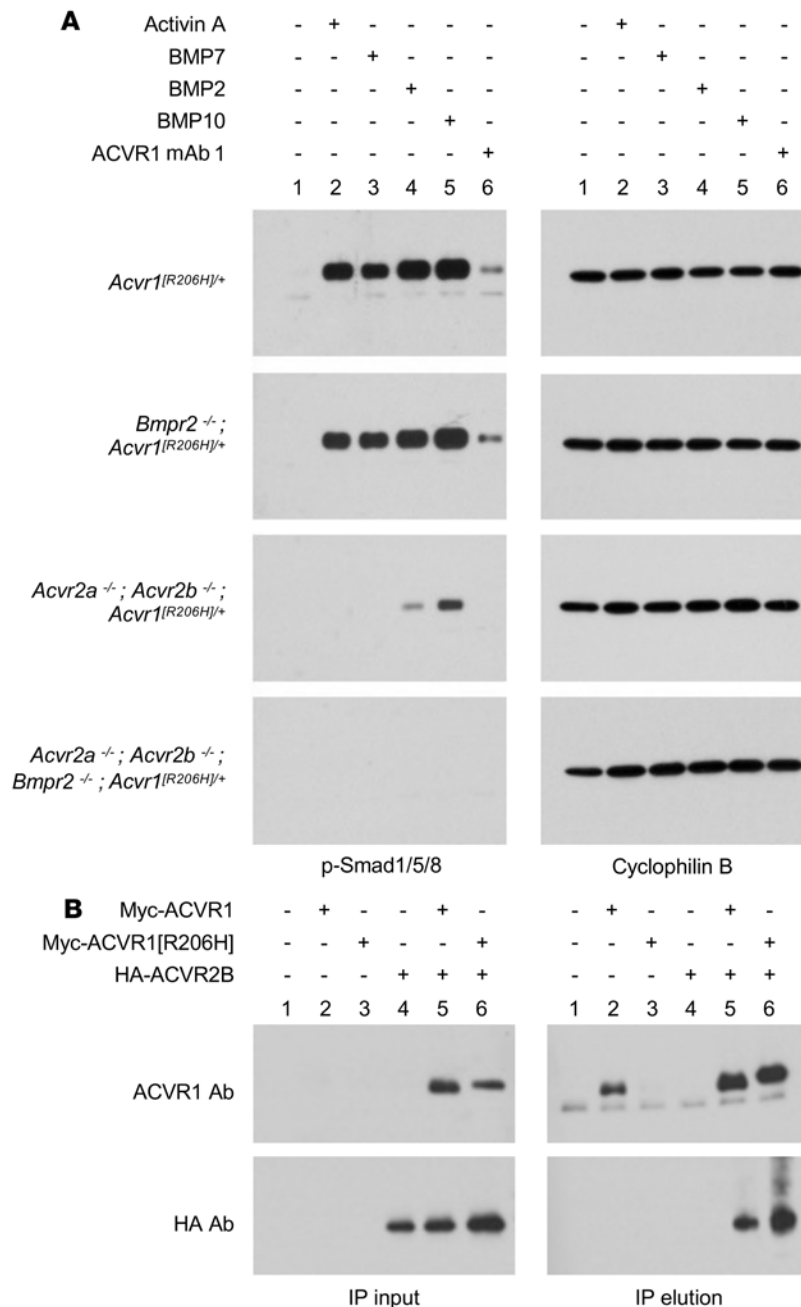 A
Activin A - + - - - - - + - - - -
BMP7 - - + - - - - - + - - -
BMP2 - - - + - - - - - + - -
BMP10 - - - - + - - - - - + -
ACVR1 mAb 1 - - - - - + - - - - - +
1 2 3 4 5 6 1 2 3 4 5 6
Acvr1[R206H]/+
Bmpr2 -/- ;
Acvr1[R206H]/+
Acvr2a -/- ; Acvr2b -/- ;
Acvr1[R206H]/+
Acvr2a -/- ; Acvr2b -/- ;
Bmpr2 -/- ; Acvr1[R206H]/+
p-Smad1/5/8 Cyclophilin B
B
Myc-ACVR1 - + - - + - - + - - + -
Myc-ACVR1[R206H] - - + - - + - - + - - +
HA-ACVR2B - - - + + + - - - + + +
1 2 3 4 5 6 1 2 3 4 5 6
ACVR1 Ab
HA Ab
IP input IP elution